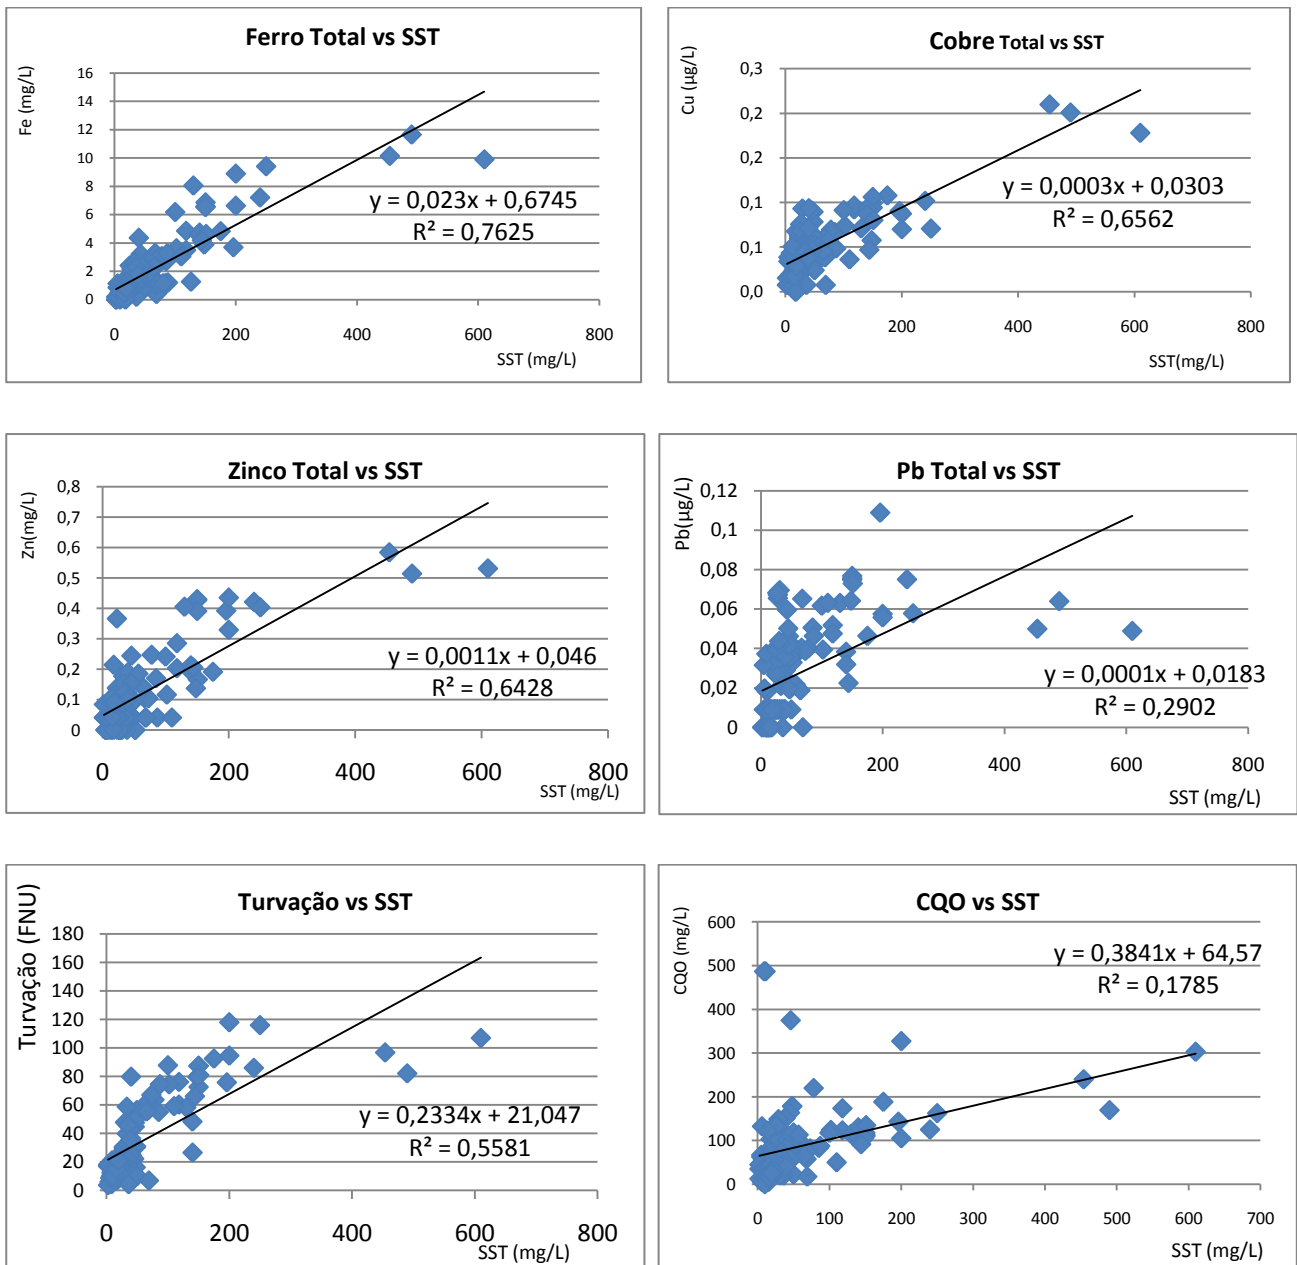 Ferro Total vs SST
Fe (mg/L)
16
14
12
10
8
6
4
2
0
y = 0,023x + 0,6745
R² = 0,7625
0 200 400 600 800
SST (mg/L)
Cobre Total vs SST
Cu (µg/L)
0,3
0,2
0,2
0,1
0,1
0,0
y = 0,0003x + 0,0303
R² = 0,6562
0 200 400 600 800
SST(mg/L)
Zinco Total vs SST
Zn(mg/L)
0,8
0,7
0,6
0,5
0,4
0,3
0,2
0,1
0
y = 0,0011x + 0,046
R² = 0,6428
0 200 400 600 800
SST (mg/L)
Pb Total vs SST
Pb(µg/L)
0,12
0,1
0,08
0,06
0,04
0,02
0
y = 0,0001x + 0,0183
R² = 0,2902
0 200 400 600 800
SST (mg/L)
Turvação vs SST
Turvação (FNU)
180
160
140
120
100
80
60
40
20
0
y = 0,2334x + 21,047
R² = 0,5581
0 200 400 600 800
SST (mg/L)
CQO vs SST
CQO (mg/L)
600
500
400
300
200
100
0
y = 0,3841x + 64,57
R² = 0,1785
0 100 200 300 400 500 600 700
SST (mg/L)